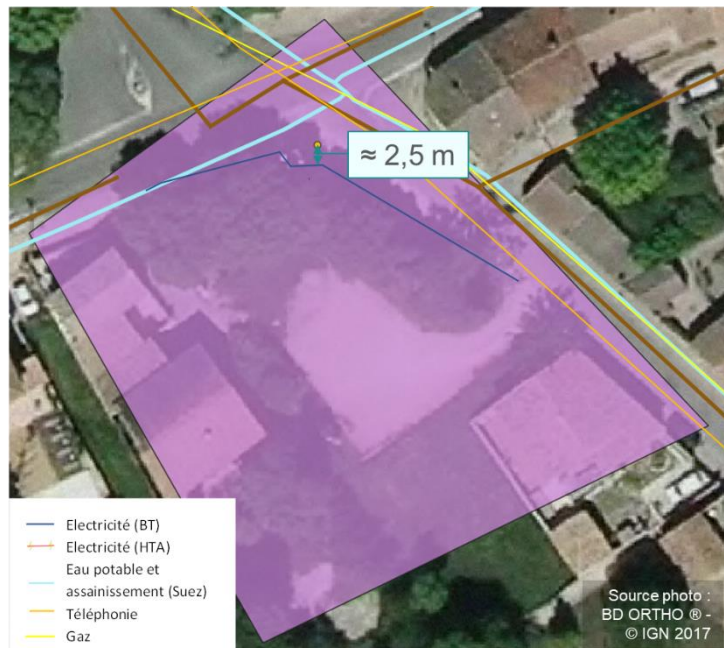 ≈ 2,5 m
Electricité (BT)
Electricité (HTA)
Eau potable et
assainissement (Suez)
Téléphonie
Gaz
Source photo :
BD ORTHO ® -
© IGN 2017